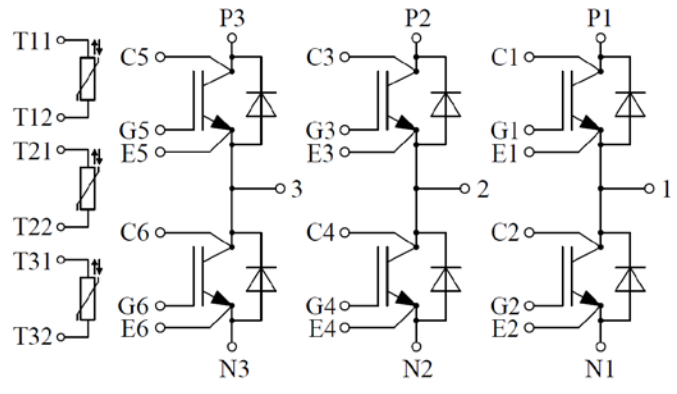 P3 P2 P1
T11
C5 C3 C1
T12 G5 G3 G1
T21 E5 E3 E1
3 2 1
T22 C6 C4 C2
T31
G6 G4 G2
T32 E6 E4 E2
N3 N2 N1